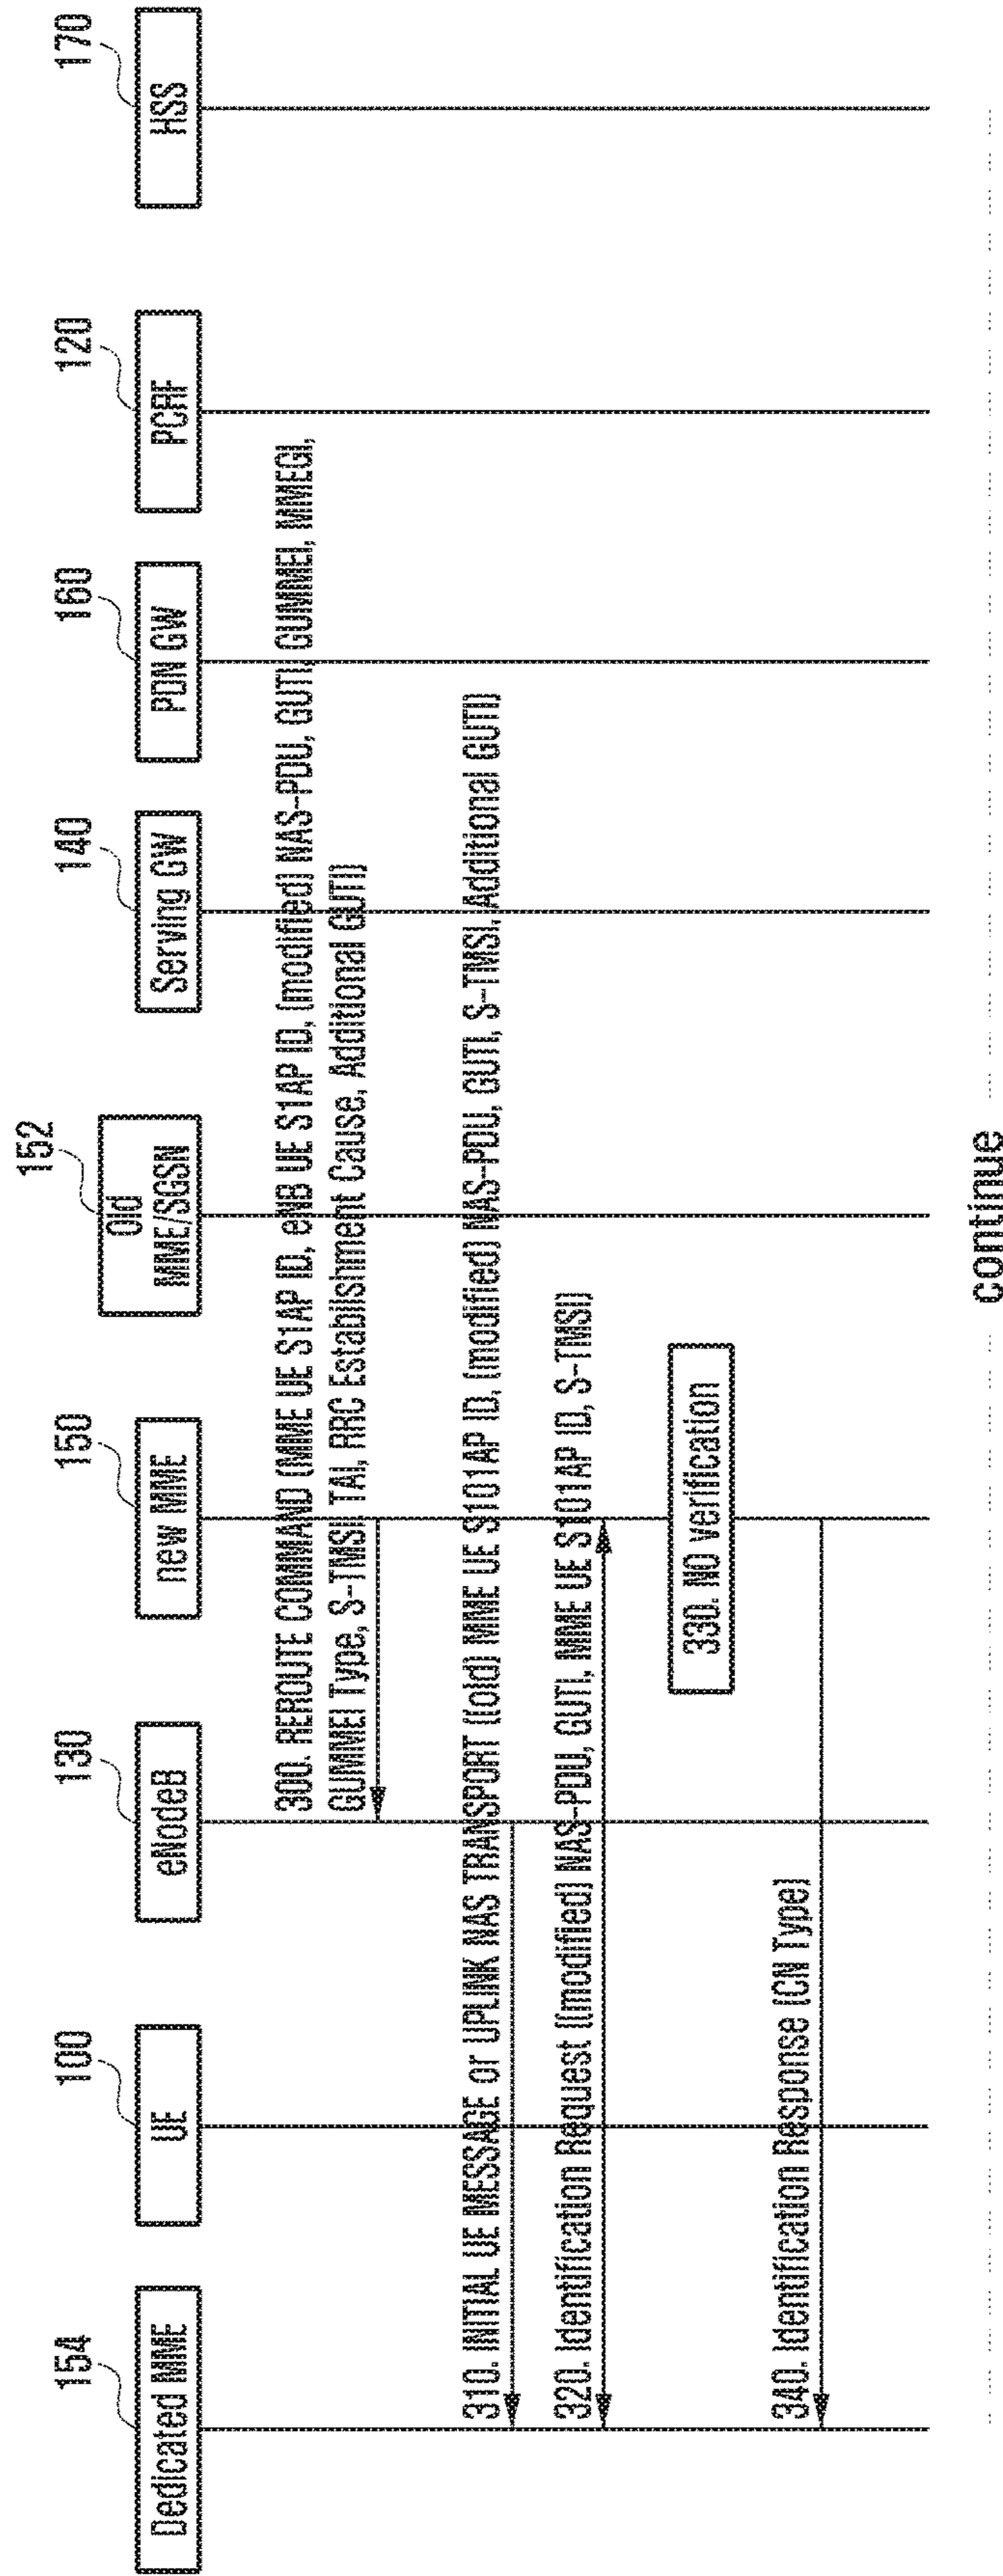 154
100
130
150
152
140
160
120
170
Dedicated MME
UE
eNodeB
new MME
Old
MME/SGSN
Serving GW
PDN GW
PCRF
HSS
300. REROUTE COMMAND (MME UE S1AP ID, eNB UE S1AP ID, (modified) NAS-PDU, GUTI, GUMMEI, MMEGI,
GUMMEI Type, S-TMSI, TAI, RRC Establishment Cause, Additional GUTI)
310. INITIAL UE MESSAGE or UPLINK NAS TRANSPORT ((old) MME UE S101AP ID, (modified) NAS-PDU, GUTI, S-TMSI, Additional GUTI)
320. Identification Request ((modified) NAS-PDU, GUTI, MME UE S101AP ID, S-TMSI)
330. NO verification
340. Identification Response (CN Type)
continue